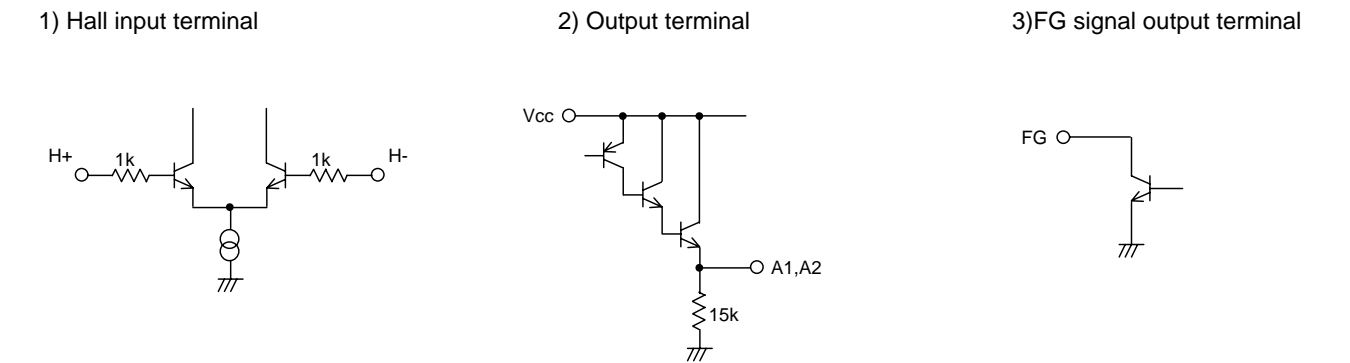 1) Hall input terminal
2) Output terminal
3)FG signal output terminal
H+
1k
1k
H-
Vcc
A1,A2
15k
FG